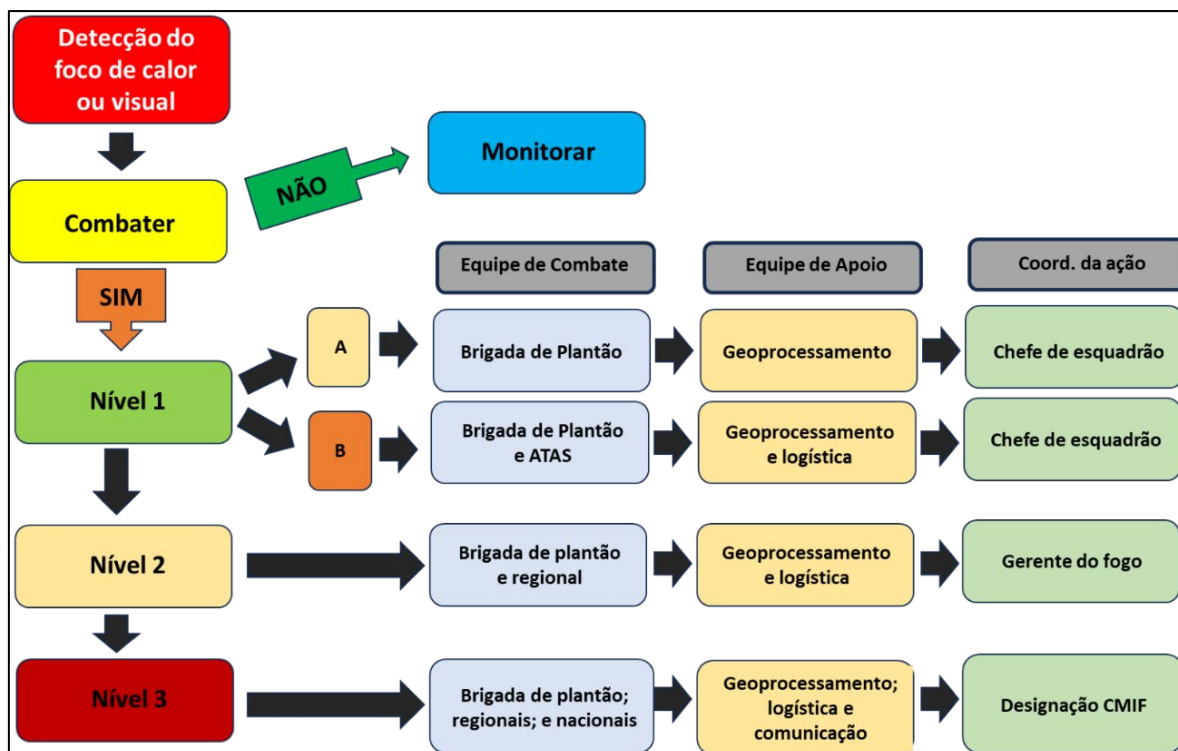 Detecção do
foco de calor
ou visual
NÃO
Monitorar
Combater
SIM
Equipe de Combate
Equipe de Apoio
Coord. da ação
Nível 1
A
Brigada de Plantão
Geoprocessamento
Chefe de esquadrão
B
Brigada de Plantão
e ATAS
Geoprocessamento
e logística
Chefe de esquadrão
Nível 2
Brigada de plantão
e regional
Geoprocessamento
e logística
Gerente do fogo
Nível 3
Brigada de plantão;
regionais; e nacionais
Geoprocessamento;
logística e
comunicação
Designação CMIF